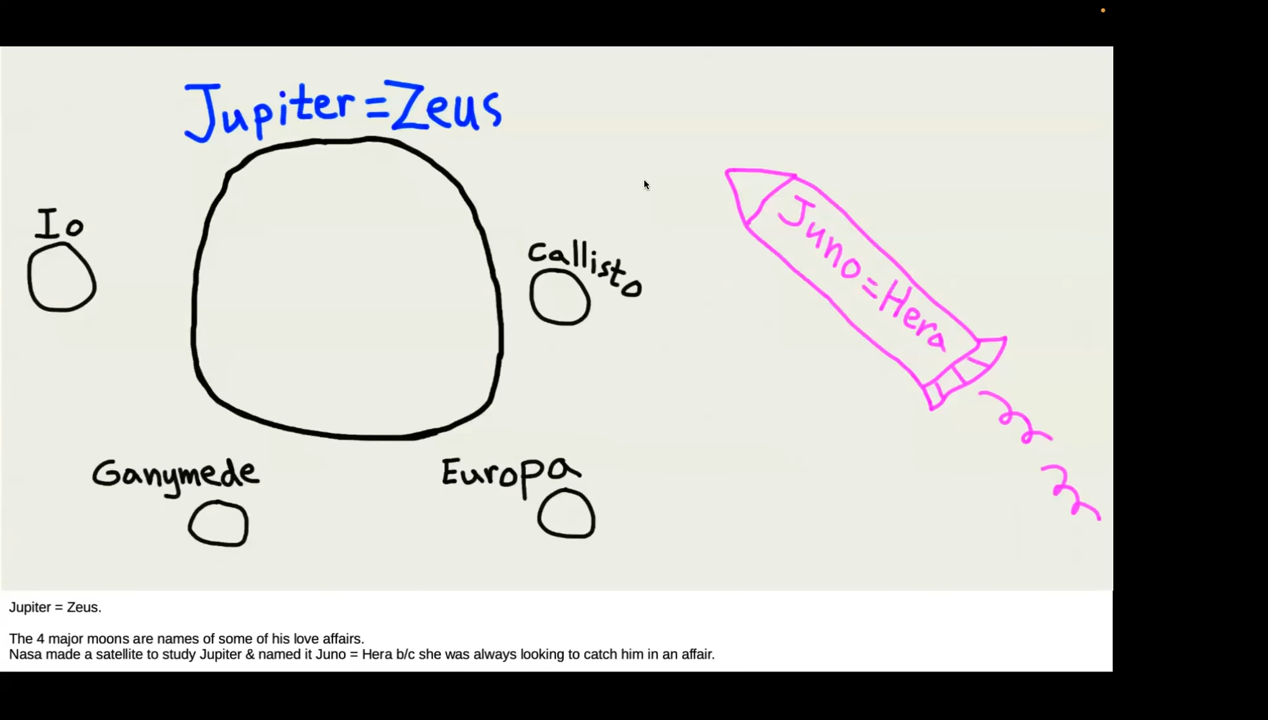 Jupiter = Zeus
Io
Callisto
Juno = Hera
Ganymede
Europa
Jupiter = Zeus.
The 4 major moons are names of some of his love affairs.
Nasa made a satellite to study Jupiter & named it Juno = Hera b/c she was always looking to catch him in an affair.